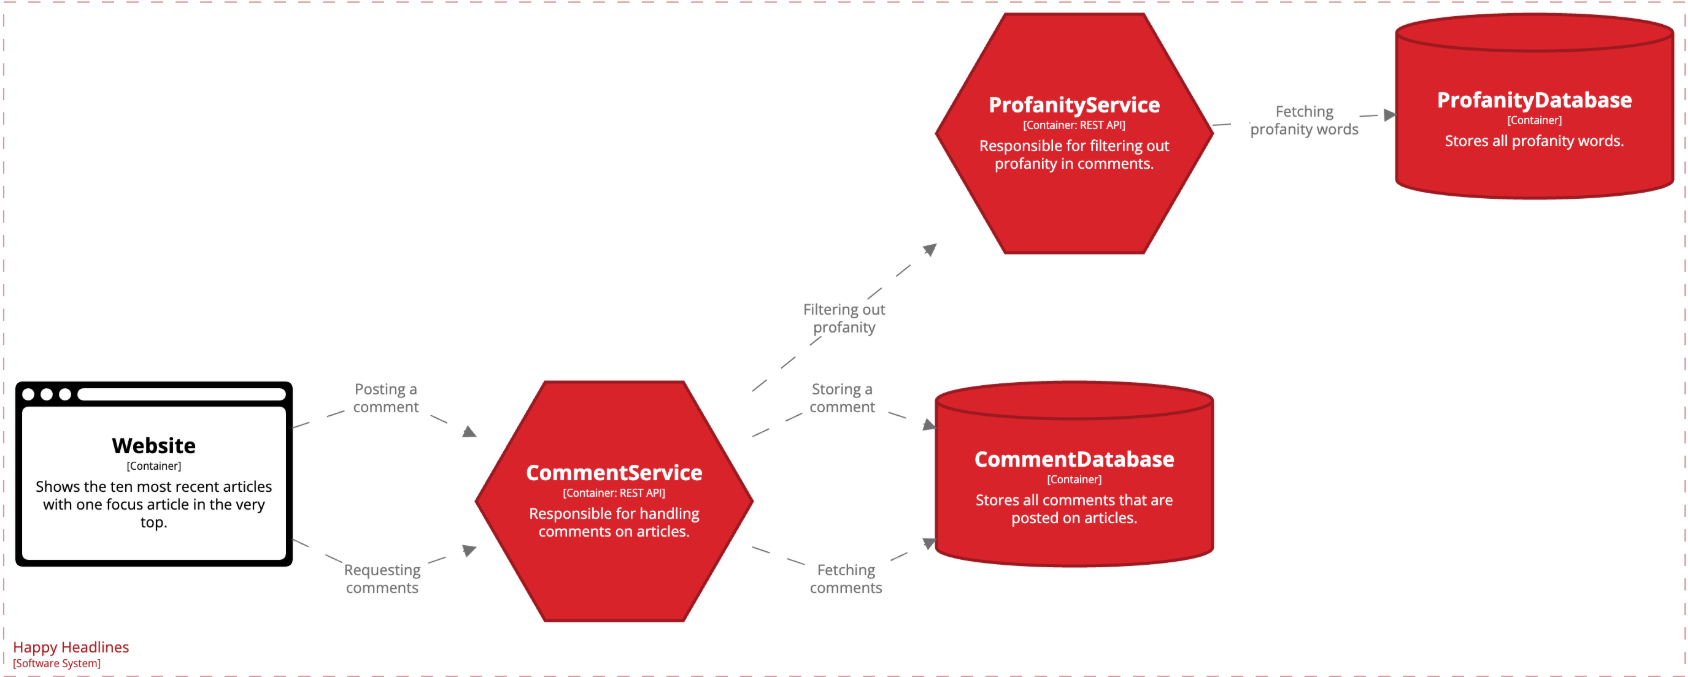 ProfanityService
[Container: REST API]
Responsible for filtering out
profanity in comments.
Fetching
profanity words
ProfanityDatabase
[Container]
Stores all profanity words.
Filtering out
profanity
Website
[Container]
Shows the ten most recent articles
with one focus article in the very
top.
Posting a
comment
Requesting
comments
CommentService
[Container: REST API]
Responsible for handling
comments on articles.
Storing a
comment
Fetching
comments
CommentDatabase
[Container]
Stores all comments that are
posted on articles.
Happy Headlines
[Software System]